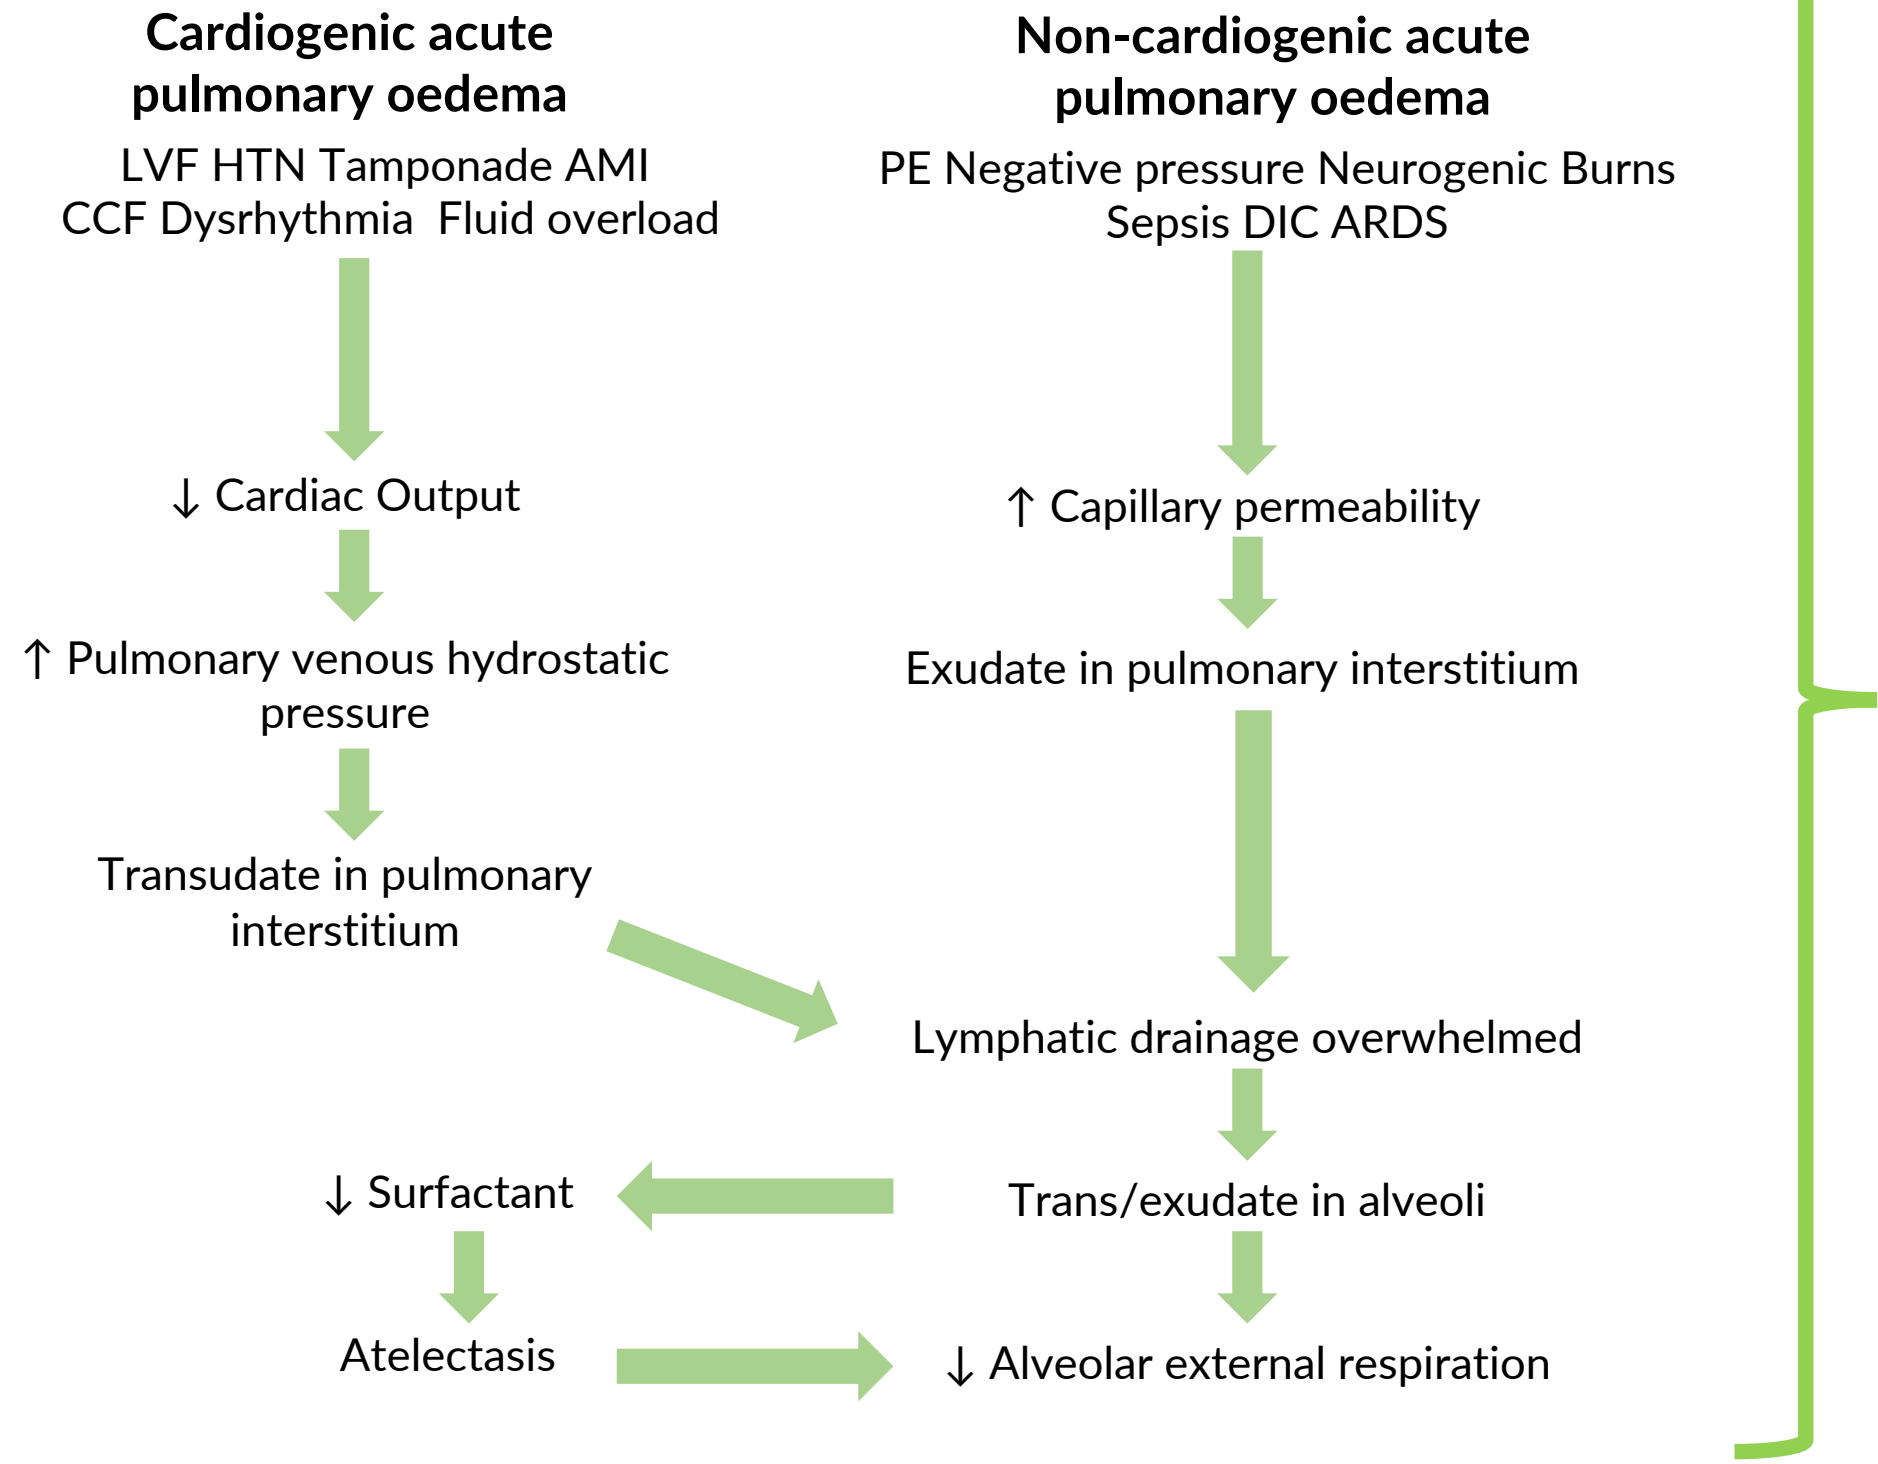 Cardiogenic acute
pulmonary oedema
LVF HTN Tamponade AMI
CCF Dysrhythmia  Fluid overload
↓ Cardiac Output
↑ Pulmonary venous hydrostatic
pressure
Transudate in pulmonary
interstitium
Non-cardiogenic acute
pulmonary oedema
PE Negative pressure Neurogenic Burns
Sepsis DIC ARDS
↑ Capillary permeability
Exudate in pulmonary interstitium
Lymphatic drainage overwhelmed
Trans/exudate in alveoli
↓ Surfactant
Atelectasis
↓ Alveolar external respiration